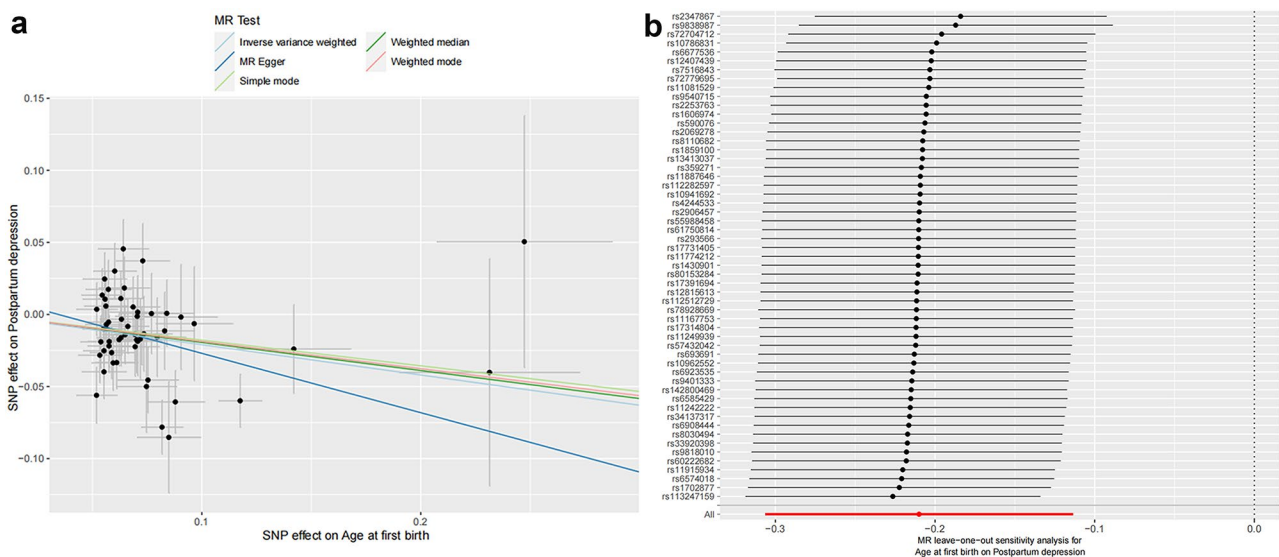 a
MR Test
Inverse variance weighted
MR Egger
Simple mode
Weighted median
Weighted mode
SNP effect on Postpartum depression
0.15
0.10
0.05
0.00
−0.05
−0.10
0.1
0.2
SNP effect on Age at first birth
b
rs2347867
rs9838987
rs72704712
rs10786831
rs6677536
rs12407439
rs7516843
rs72779695
rs11081529
rs9540715
rs2253763
rs1606974
rs590076
rs2069278
rs8110682
rs1859100
rs13413037
rs359271
rs11887646
rs112282597
rs10941692
rs4244533
rs2906457
rs55988458
rs61750814
rs293566
rs17731405
rs11774212
rs1430901
rs80153284
rs17391694
rs12815613
rs112512729
rs78928669
rs11167753
rs17314804
rs11249939
rs57432042
rs693691
rs10962552
rs6923535
rs9401333
rs142800469
rs6585429
rs11242222
rs34137317
rs6908444
rs8030494
rs33920398
rs9818010
rs60222682
rs11915934
rs6574018
rs1702877
rs113247159
All
−0.3
−0.2
−0.1
0.0
MR leave−one−out sensitivity analysis for
Age at first birth on Postpartum depression